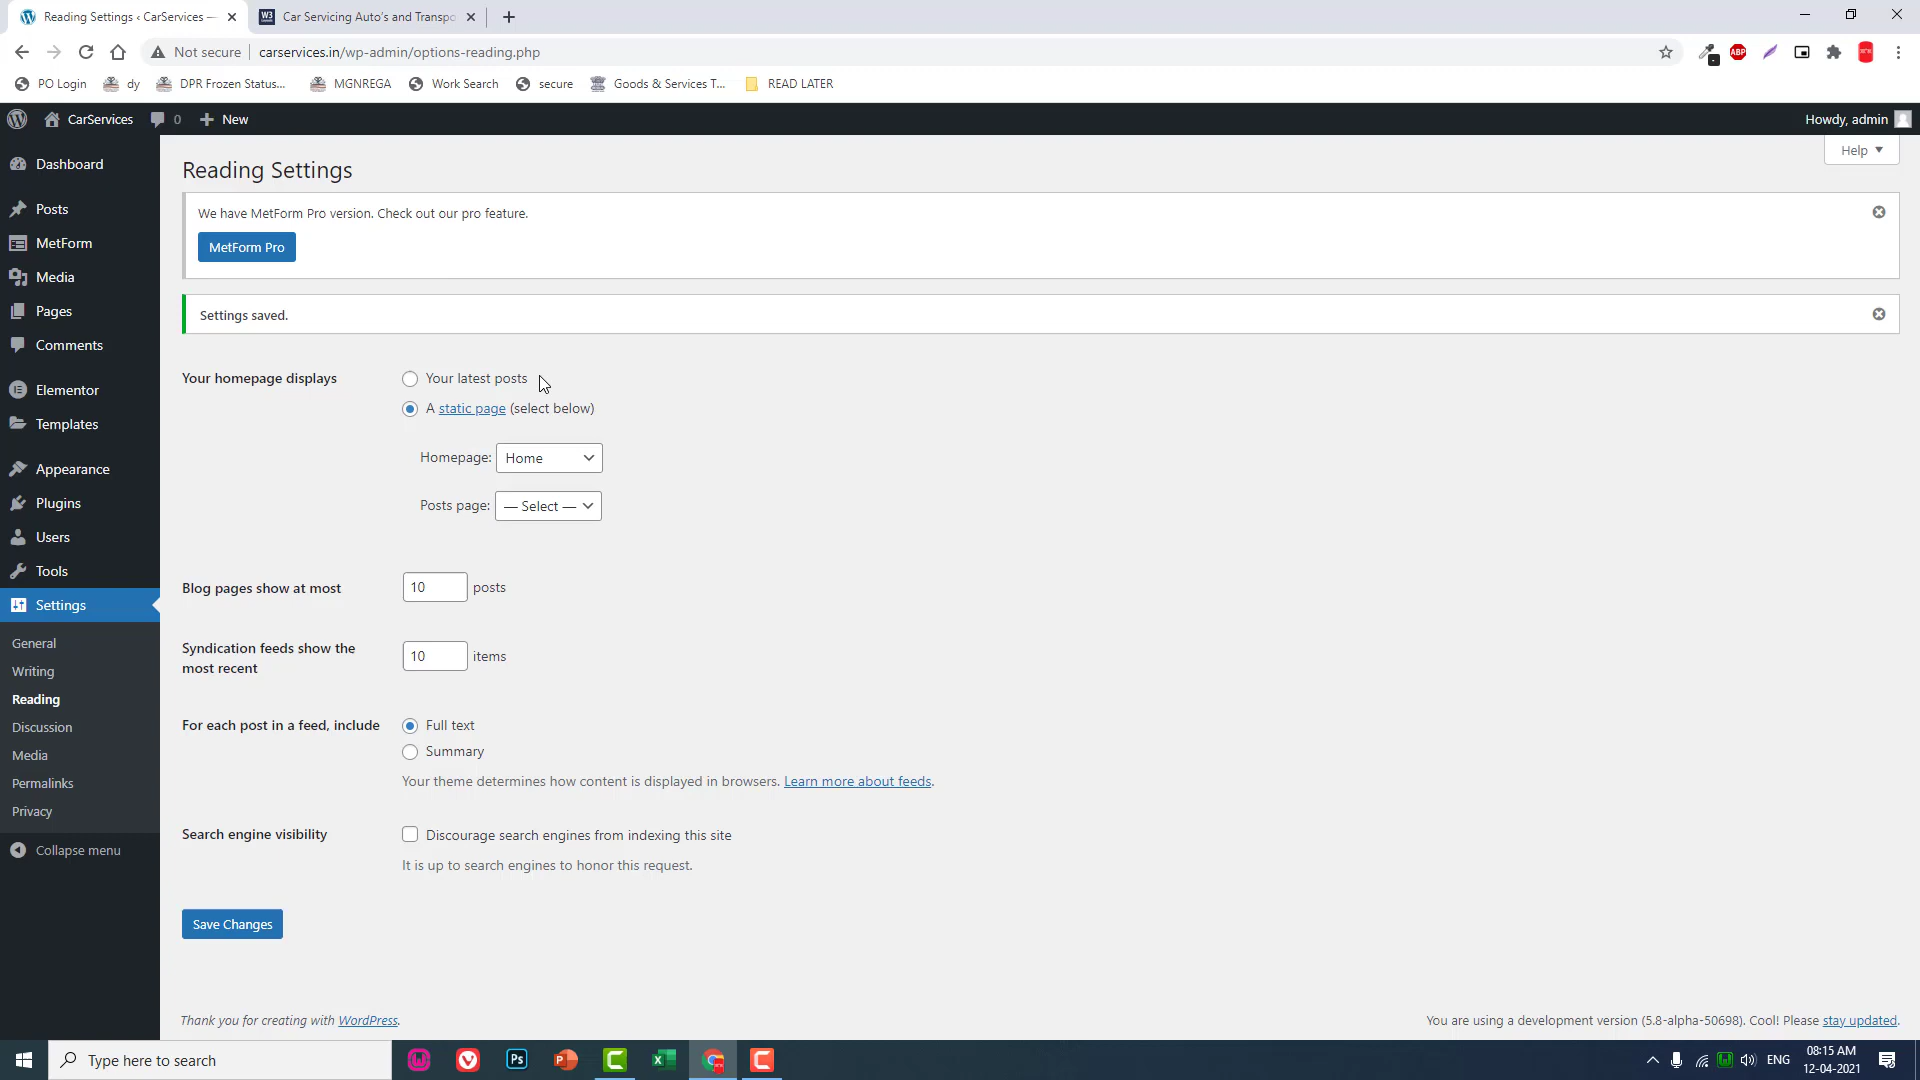 Reading Settings ‹ CarServices —
Car Servicing Auto's and Transpo
Not secure
carservices.in/wp-admin/options-reading.php
PO Login
dy
DPR Frozen Status...
MGNREGA
Work Search
secure
Goods & Services T...
READ LATER
CarServices
0
New
Howdy, admin
Help
Dashboard
Posts
MetForm
Media
Pages
Comments
Elementor
Templates
Appearance
Plugins
Users
Tools
Settings
General
Writing
Reading
Discussion
Media
Permalinks
Privacy
Collapse menu
Reading Settings
We have MetForm Pro version. Check out our pro feature.
MetForm Pro
Settings saved.
Your homepage displays
Your latest posts
A static page (select below)
Homepage: Home
Posts page: — Select —
Blog pages show at most
10 posts
Syndication feeds show the
most recent
10 items
For each post in a feed, include
Full text
Summary
Your theme determines how content is displayed in browsers. Learn more about feeds.
Search engine visibility
Discourage search engines from indexing this site
It is up to search engines to honor this request.
Save Changes
Thank you for creating with WordPress.
You are using a development version (5.8-alpha-50698). Cool! Please stay updated.
Type here to search
ENG
08:15 AM
12-04-2021